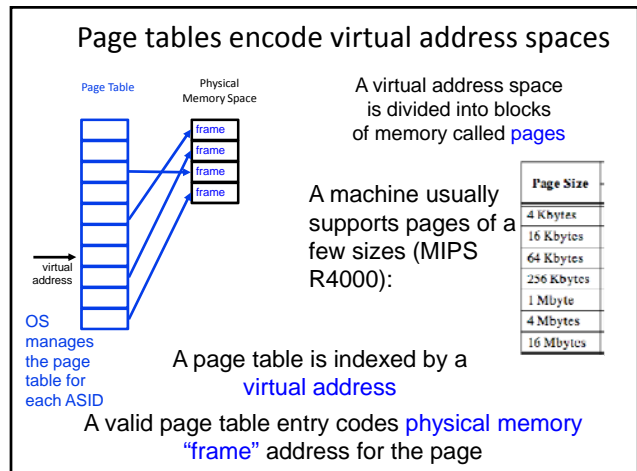 Page tables encode virtual address spaces
Page Table
Physical
Memory Space
frame
frame
frame
frame
virtual
address
OS
manages
the page
table for
each ASID
A virtual address space
is divided into blocks
of memory called pages
A machine usually
supports pages of a
few sizes (MIPS
R4000):
Page Size
4 Kbytes
16 Kbytes
64 Kbytes
256 Kbytes
1 Mbyte
4 Mbytes
16 Mbytes
A page table is indexed by a
virtual address
A valid page table entry codes physical memory
“frame” address for the page